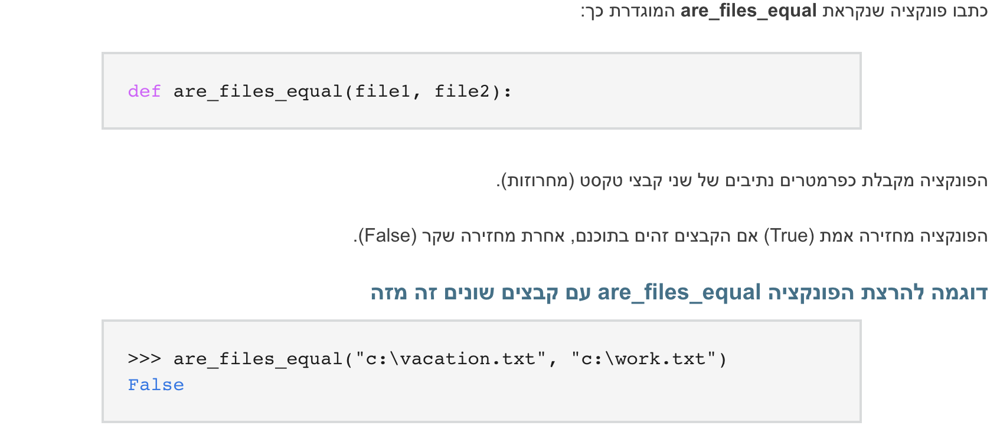 כתבו פונקציה שנקראת are_files_equal המוגדרת כך:
def are_files_equal(file1, file2):
הפונקציה מקבלת כפרמטרים נתיבים של שני קבצי טקסט (מחרוזות).
הפונקציה מחזירה אמת (True) אם הקבצים זהים בתוכנם, אחרת מחזירה שקר (False).
דוגמה להרצת הפונקציה are_files_equal עם קבצים שונים זה מזה
>>> are_files_equal("c:\vacation.txt", "c:\work.txt")
False